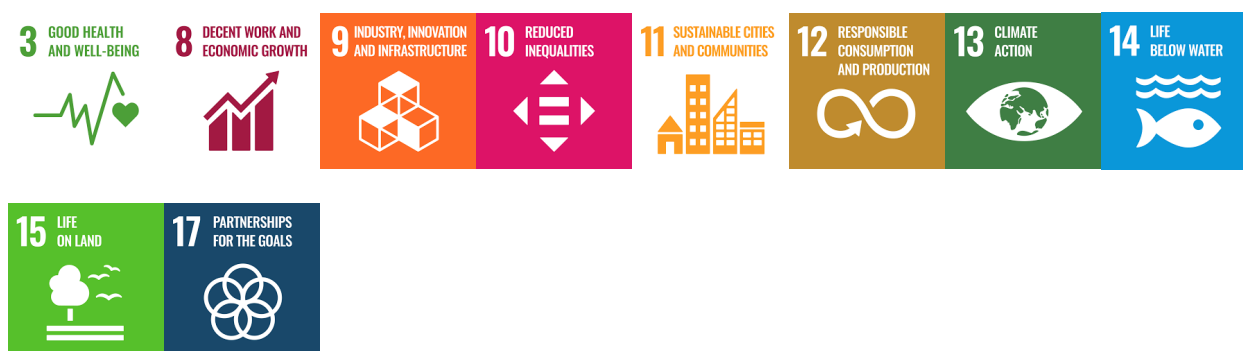 3 GOOD HEALTH
AND WELL-BEING
8 DECENT WORK AND
ECONOMIC GROWTH
9 INDUSTRY, INNOVATION
AND INFRASTRUCTURE
10 REDUCED
INEQUALITIES
11 SUSTAINABLE CITIES
AND COMMUNITIES
12 RESPONSIBLE
CONSUMPTION
AND PRODUCTION
13 CLIMATE
ACTION
14 LIFE
BELOW WATER
15 LIFE
ON LAND
17 PARTNERSHIPS
FOR THE GOALS